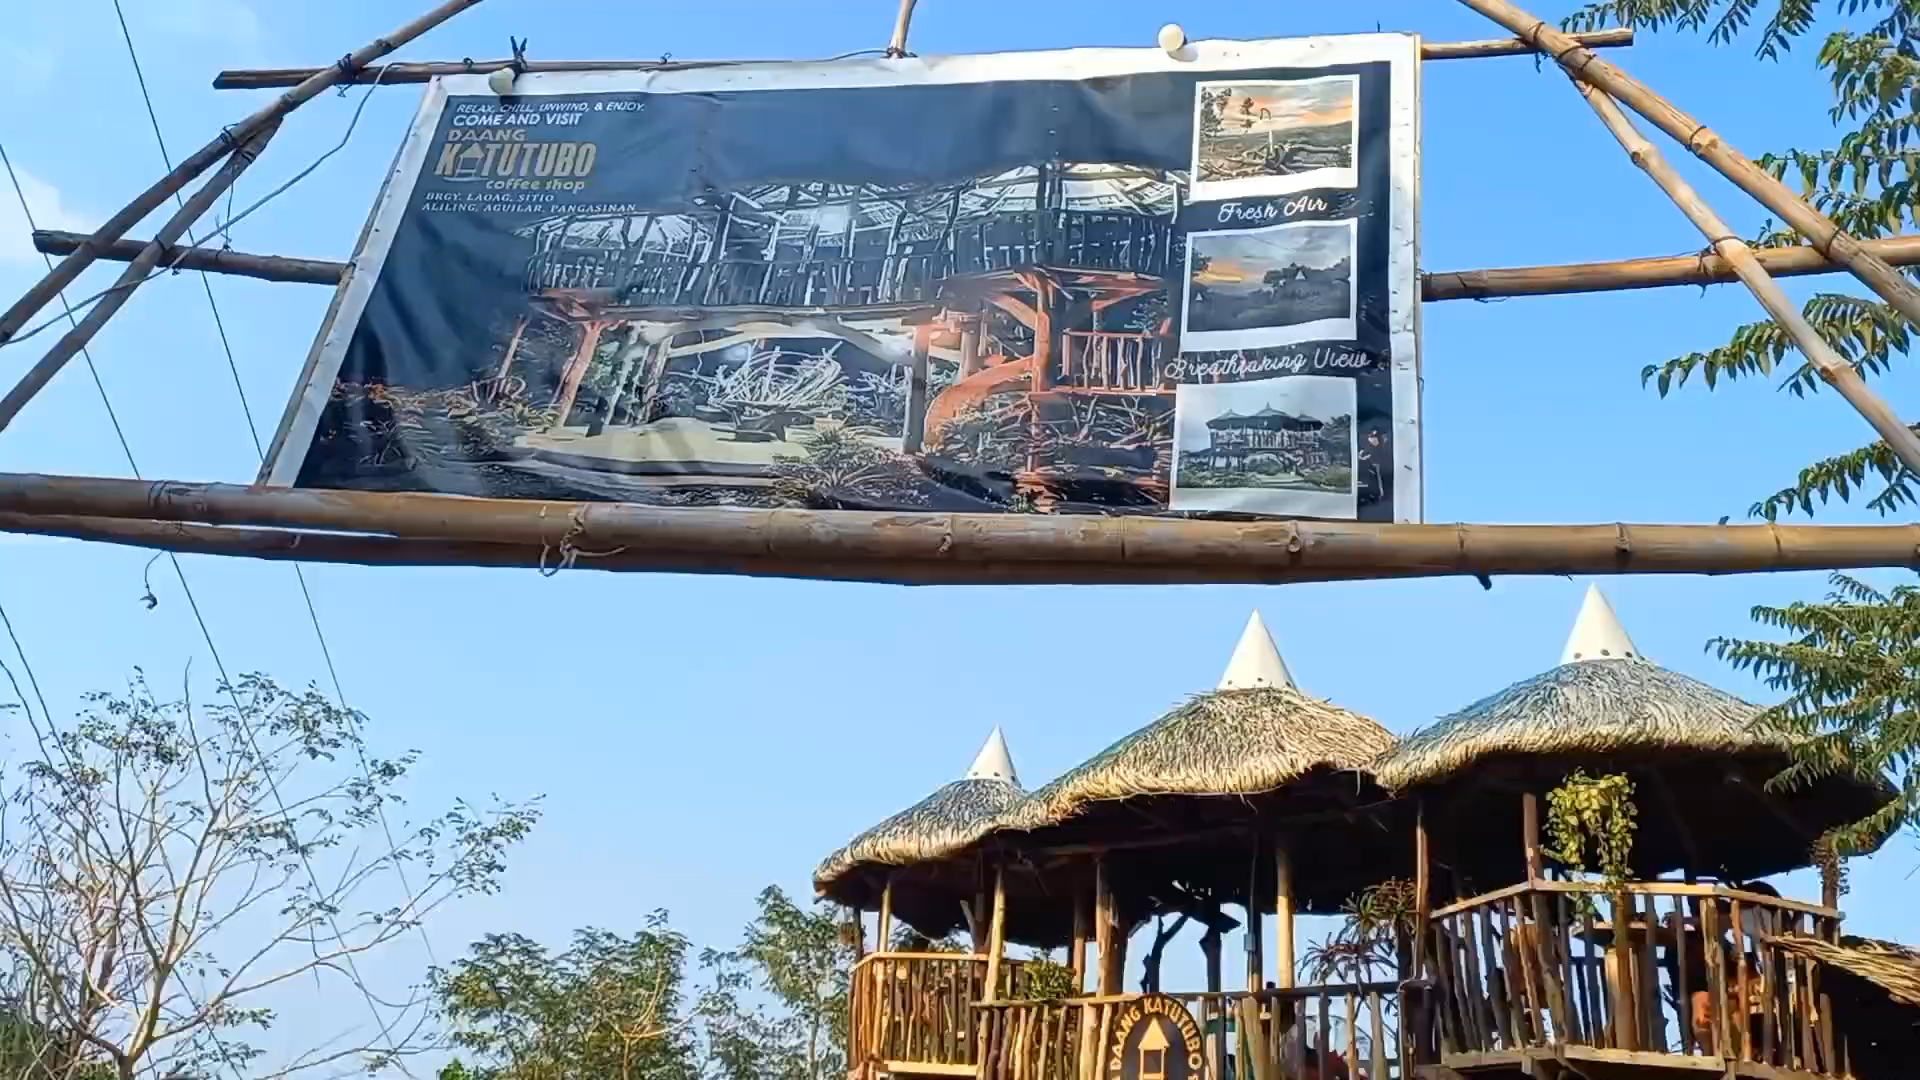 RELAX, CHILL, UNWIND, & ENJOY.
COME AND VISIT
DAANG
KATUTUBO
coffee shop
BRGY. LAOAG, SITIO
ALILING, AGUILAR, PANGASINAN
Fresh Air
Breathtaking View
DAANG KATUTUBO